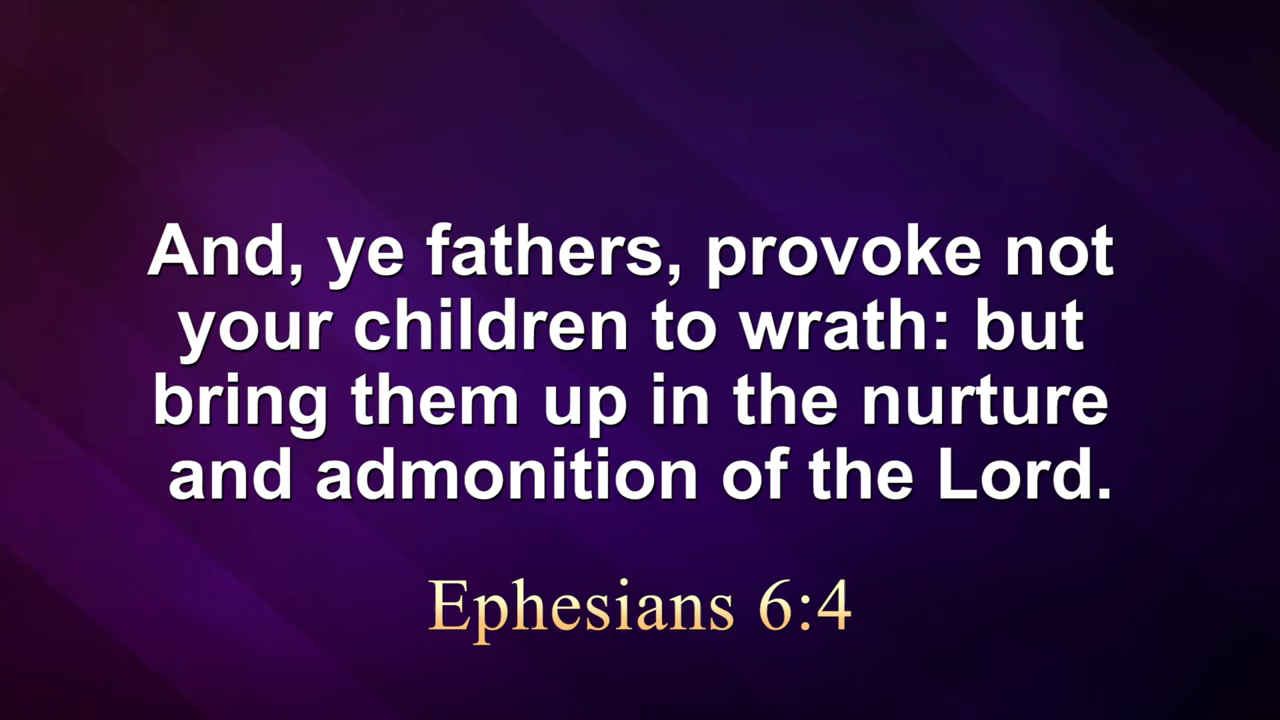 And, ye fathers, provoke not
your children to wrath: but
bring them up in the nurture
and admonition of the Lord.
Ephesians 6:4